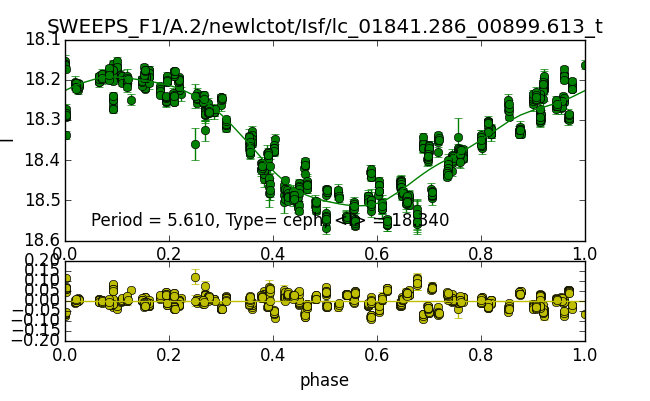 SWEEPS_F1/A.2/newlctot/Isf/lc_01841.286_00899.613_t
18.1
18.2
I
18.3
18.4
18.5
Period = 5.610, Type= ceph, < > = 18.340
18.6
0.0 0.2 0.4 0.6 0.8 1.0
0.20
0.15
0.10
0.05
0.00
−0.05
−0.10
−0.15
−0.20
0.0 0.2 0.4 0.6 0.8 1.0
phase